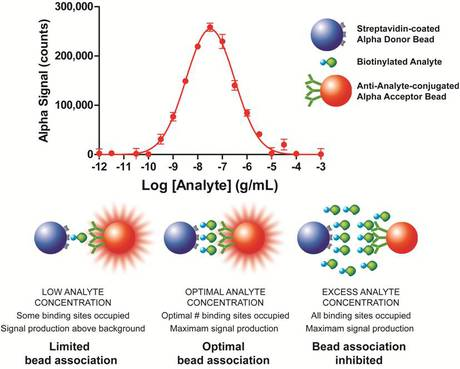 300,000
200,000
100,000
0
Alpha Signal (counts)
-12 -11 -10 -9 -8 -7 -6 -5 -4 -3
Log [Analyte] (g/mL)
Streptavidin-coated
Alpha Donor Bead
Biotinylated Analyte
Anti-Analyte-conjugated
Alpha Acceptor Bead
LOW ANALYTE
CONCENTRATION
Some binding sites occupied
Signal production above background
Limited
bead association
OPTIMAL ANALYTE
CONCENTRATION
Optimal # binding sites occupied
Maximam signal production
Optimal
bead association
EXCESS ANALYTE
CONCENTRATION
All binding sites occupied
Maximam signal production
Bead association
inhibited